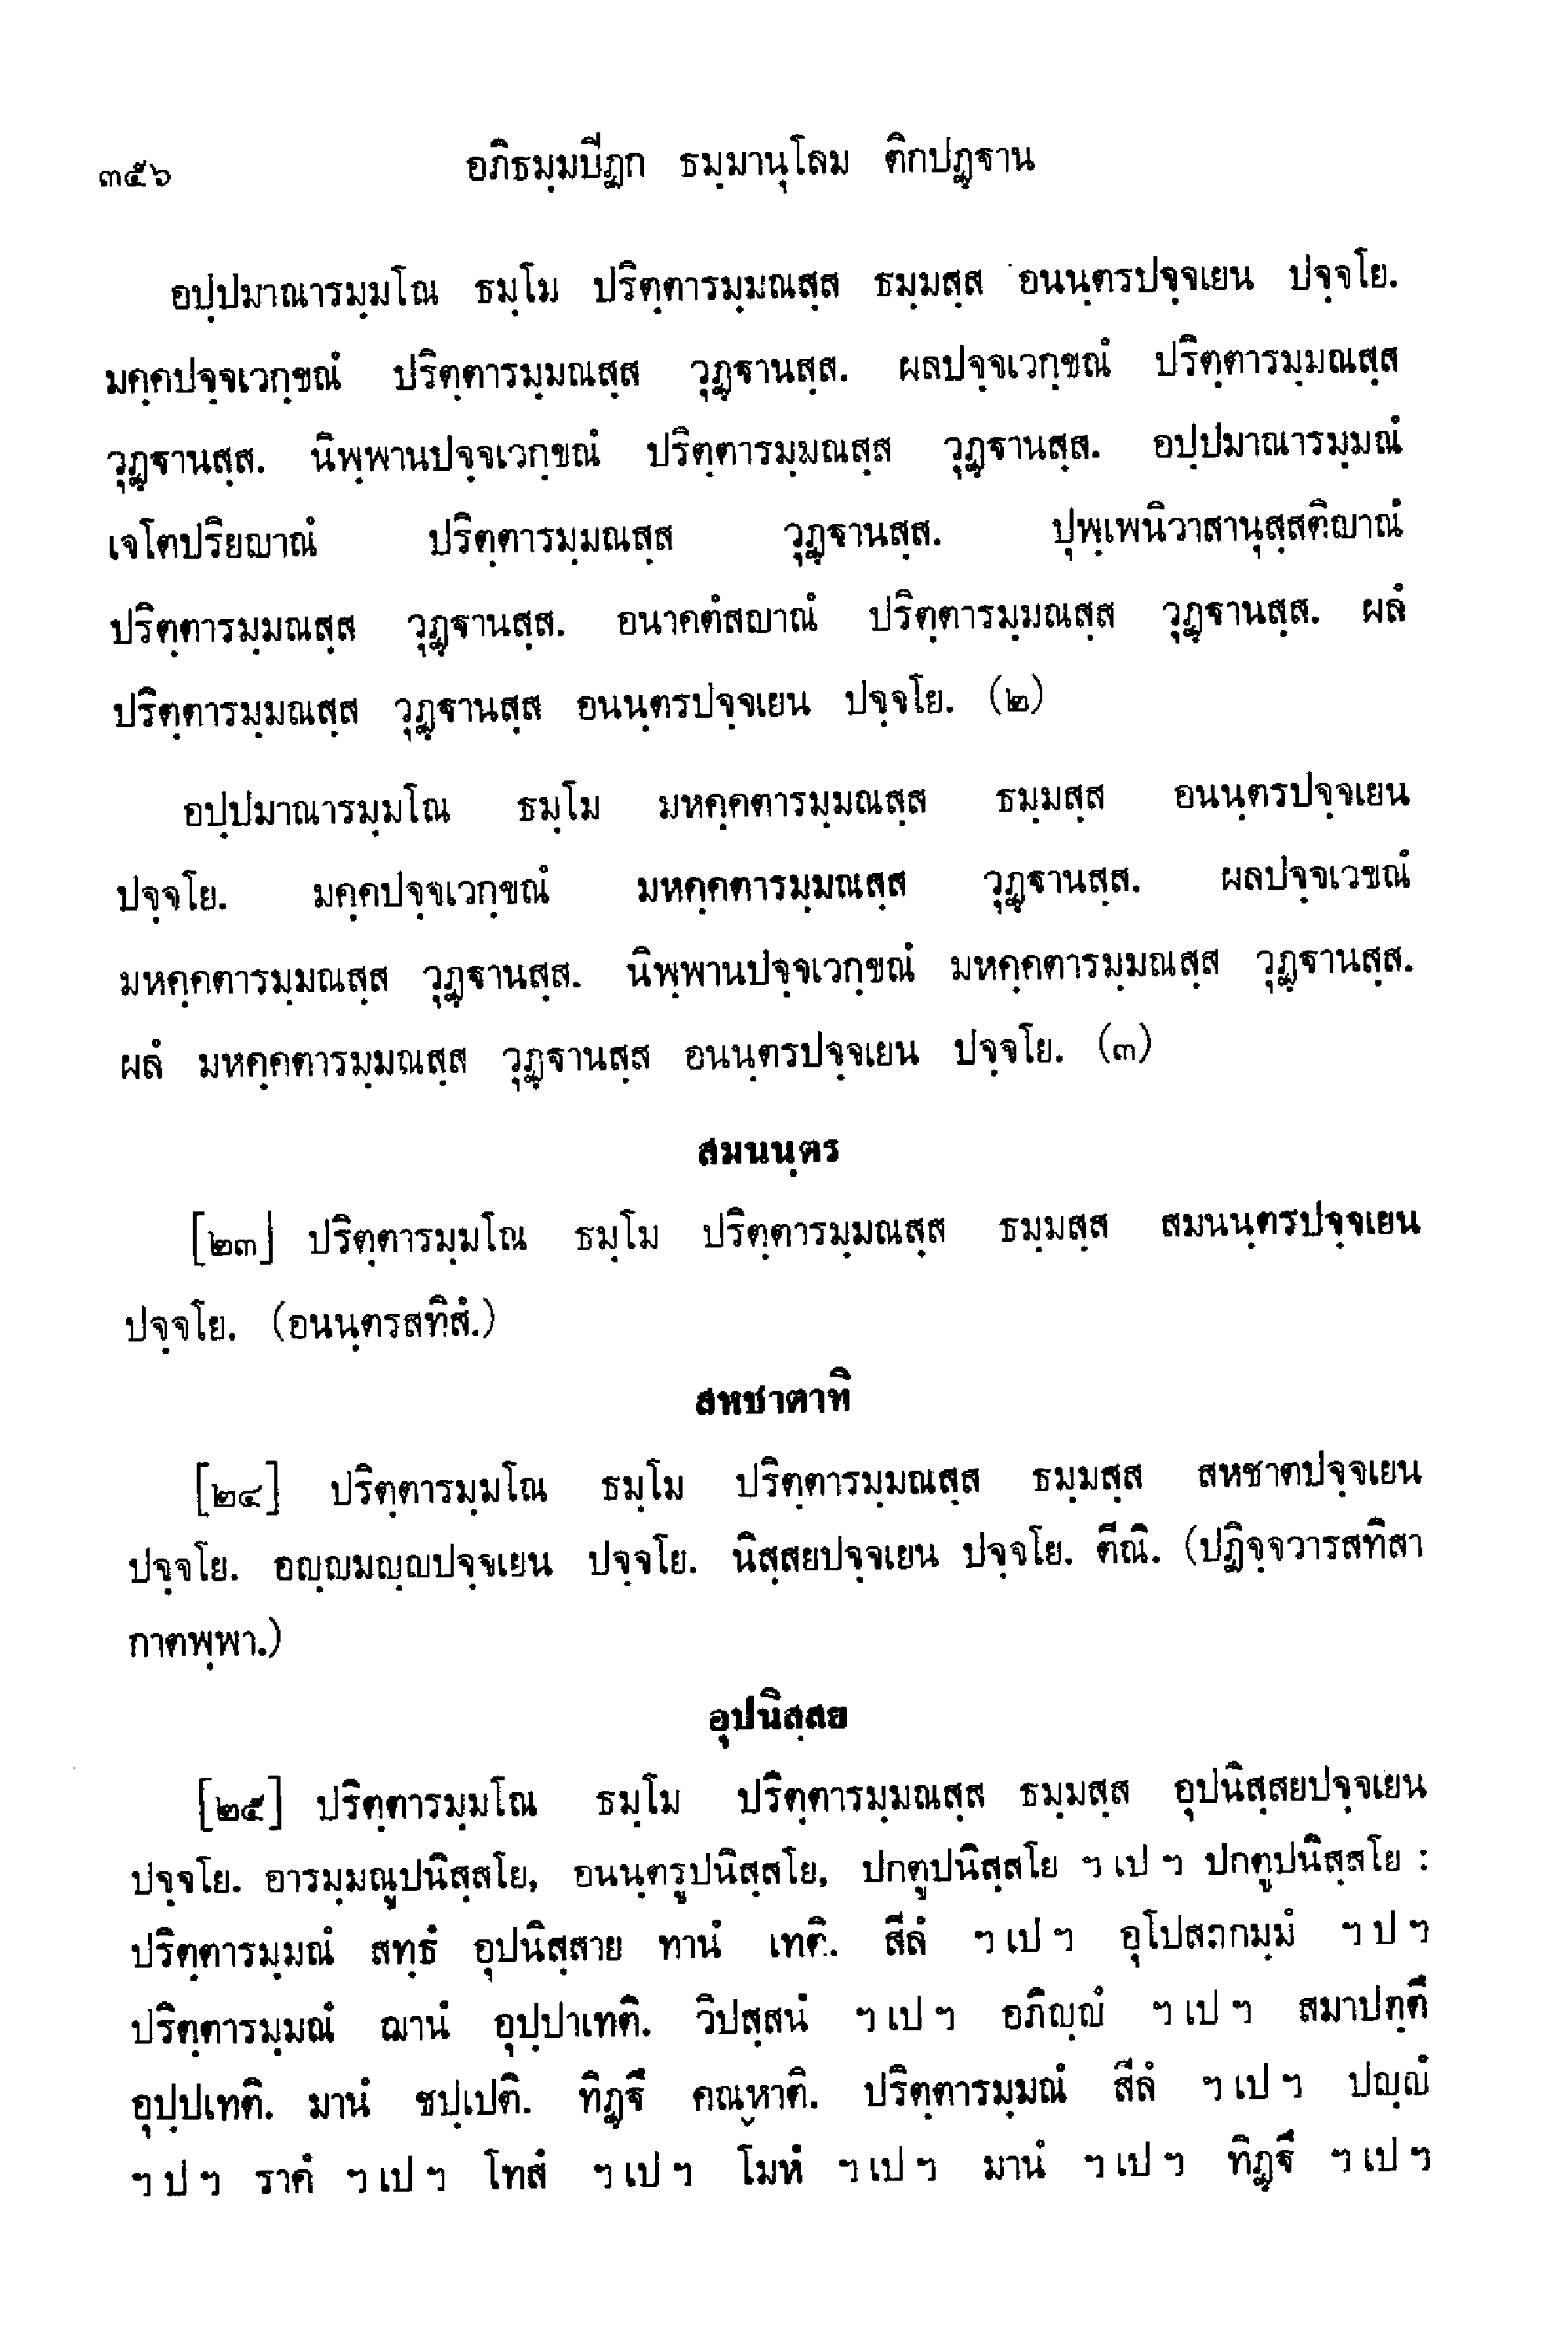 ๓๕๖ อภิธมฺมปีฏก ธมฺมานุโลม ติกปฏฺฐาน
อปฺปมาณารมฺมโณ ธมฺโม ปริตฺตารมฺมณสฺส ธมฺมสฺส อนนฺตรปจฺจเยน ปจฺจโย.
มคฺคปจฺจเวกฺขณํ ปริตฺตารมฺมณสฺส วุฏฺฐานสฺส. ผลปจฺจเวกฺขณํ ปริตฺตารมฺมณสฺส
วุฏฺฐานสฺส. นิพฺพานปจฺจเวกฺขณํ ปริตฺตารมฺมณสฺส วุฏฺฐานสฺส. อปฺปมาณารมฺมณํ
เจโตปริยญาณํ ปริตฺตารมฺมณสฺส วุฏฺฐานสฺส. ปุพฺเพนิวาสานุสฺสติญาณํ
ปริตฺตารมฺมณสฺส วุฏฺฐานสฺส. อนาคตํสญาณํ ปริตฺตารมฺมณสฺส วุฏฺฐานสฺส. ผลํ
ปริตฺตารมฺมณสฺส วุฏฺฐานสฺส อนนฺตรปจฺจเยน ปจฺจโย. (๒)
อปฺปมาณารมฺมโณ ธมฺโม มหคฺคตารมฺมณสฺส ธมฺมสฺส อนนฺตรปจฺจเยน
ปจฺจโย. มคฺคปจฺจเวกฺขณํ มหคฺคตารมฺมณสฺส วุฏฺฐานสฺส. ผลปจฺจเวขณํ
มหคฺคตารมฺมณสฺส วุฏฺฐานสฺส. นิพฺพานปจฺจเวกฺขณํ มหคฺคตารมฺมณสฺส วุฏฺฐานสฺส.
ผลํ มหคฺคตารมฺมณสฺส วุฏฺฐานสฺส อนนฺตรปจฺจเยน ปจฺจโย. (๓)
สมนนฺตร
[๒๓] ปริตฺตารมฺมโณ ธมฺโม ปริตฺตารมฺมณสฺส ธมฺมสฺส สมนนฺตรปจฺจเยน
ปจฺจโย. (อนนฺตรสทิสํ.)
สหชาตาทิ
[๒๔] ปริตฺตารมฺมโณ ธมฺโม ปริตฺตารมฺมณสฺส ธมฺมสฺส สหชาตปจฺจเยน
ปจฺจโย. อญฺญมญฺญปจฺจเยน ปจฺจโย. นิสฺสยปจฺจเยน ปจฺจโย. ตีณิ. (ปฏิจฺจวารสทิสา
กาตพฺพา.)
อุปนิสฺสย
[๒๕] ปริตฺตารมฺมโณ ธมฺโม ปริตฺตารมฺมณสฺส ธมฺมสฺส อุปนิสฺสยปจฺจเยน
ปจฺจโย. อารมฺมณูปนิสฺสโย, อนนฺตรูปนิสฺสโย, ปกตูปนิสฺสโย ฯ เป ฯ ปกตูปนิสฺสโย :
ปริตฺตารมฺมณํ สทฺธํ อุปนิสฺสาย ทานํ เทติ. สีลํ ฯ เป ฯ อุโปสถกมฺมํ ฯ ป ฯ
ปริตฺตารมฺมณํ ฌานํ อุปฺปาเทติ. วิปสฺสนํ ฯ เป ฯ อภิญฺญํ ฯ เป ฯ สมาปตฺตึ
อุปฺปเทติ. มานํ ชปฺเปติ. ทิฏฺฐึ คณฺหาติ. ปริตฺตารมฺมณํ สีลํ ฯ เป ฯ ปญฺญํ
ฯ ป ฯ ราคํ ฯ เป ฯ โทสํ ฯ เป ฯ โมหํ ฯ เป ฯ มานํ ฯ เป ฯ ทิฏฺฐึ ฯ เป ฯ